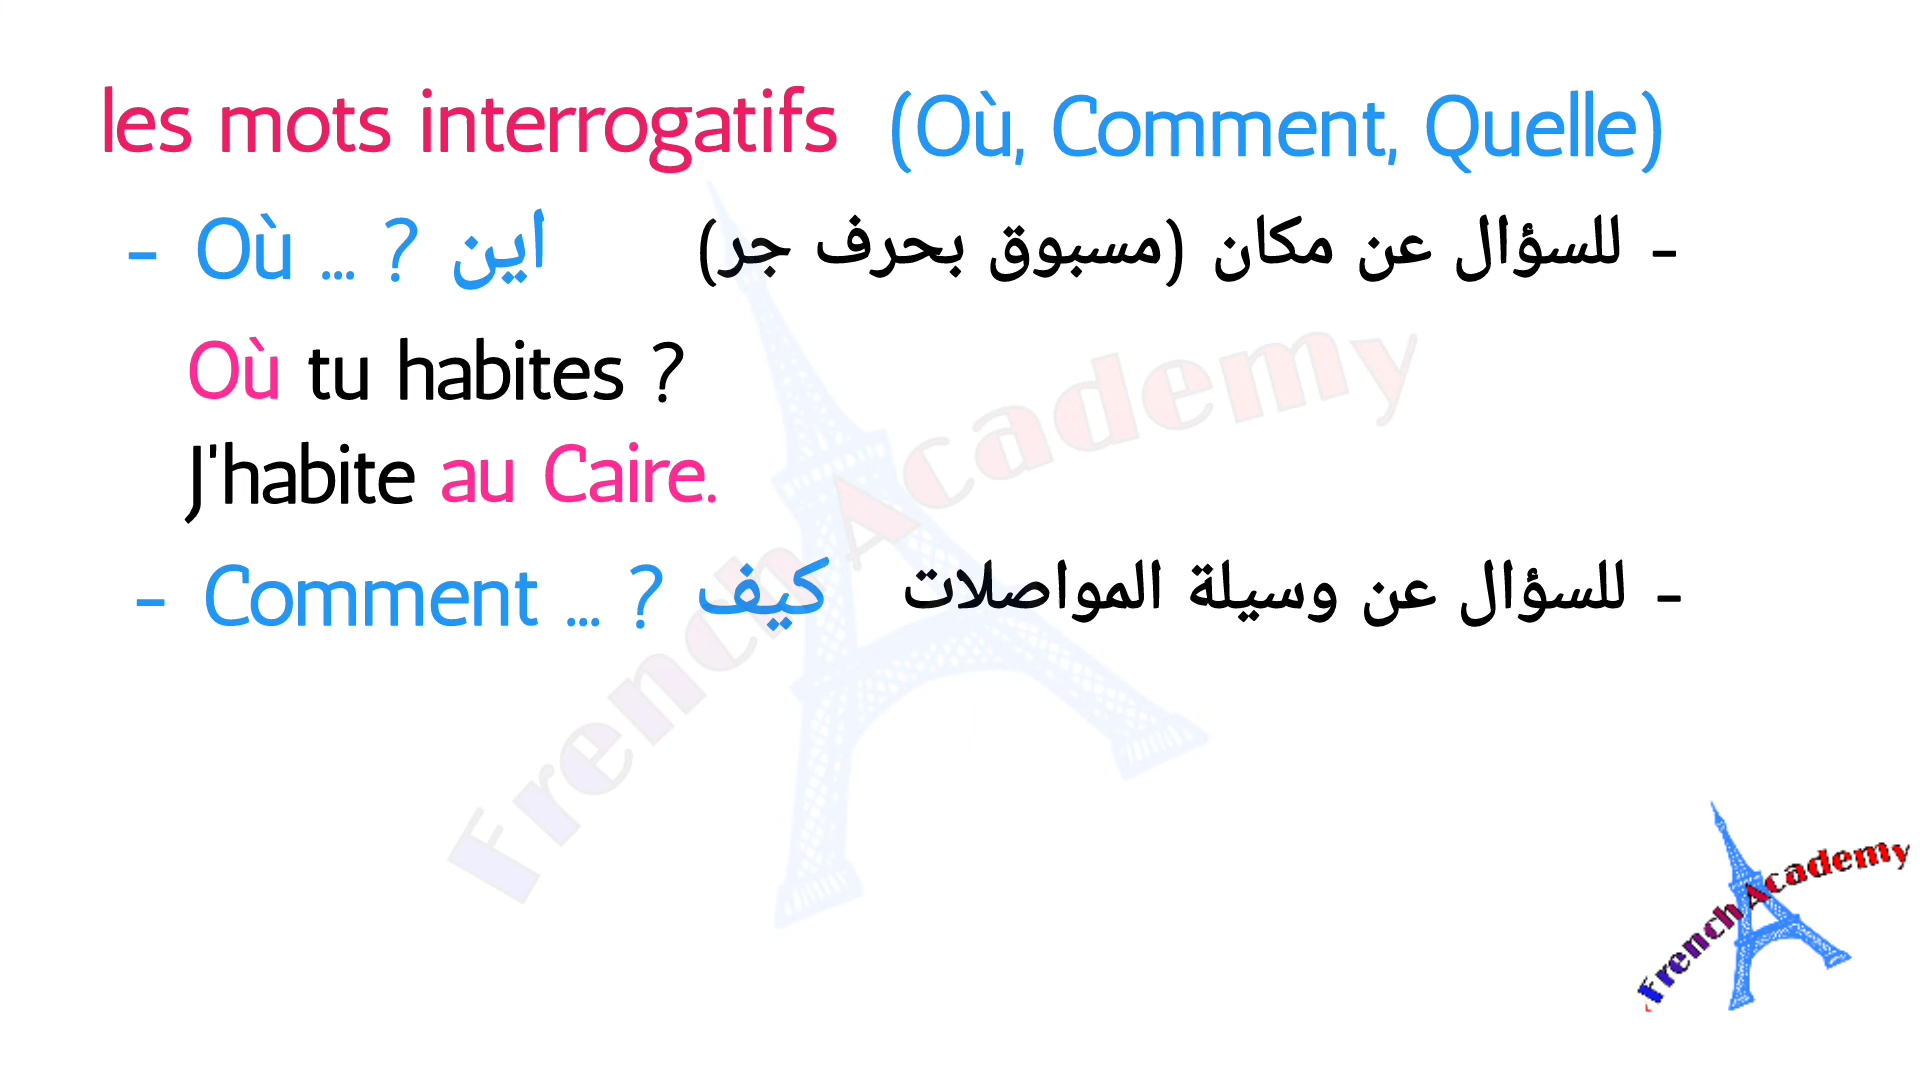 les mots interrogatifs (Où, Comment, Quelle)
- Où ... ? اين - للسؤال عن مكان (مسبوق بحرف جر)
Où tu habites ?
J'habite au Caire.
- Comment ... ? كيف - للسؤال عن وسيلة المواصلات
French Academy
French Academy